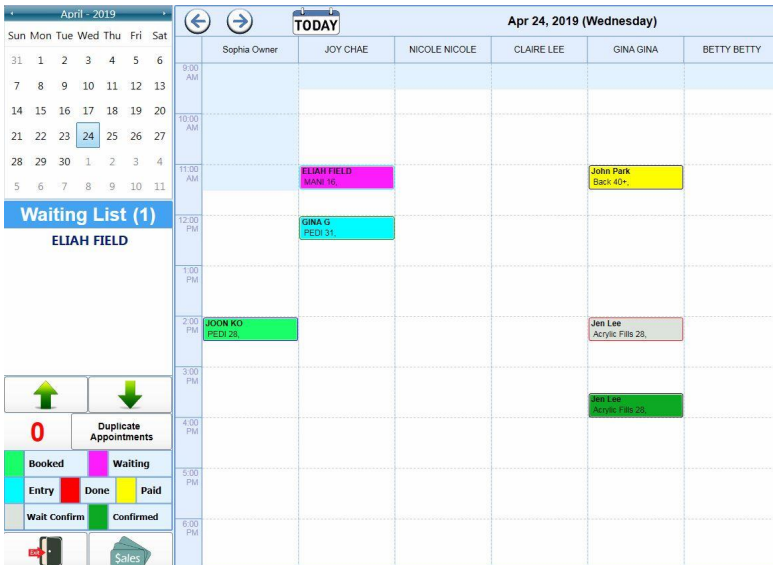 April - 2019
Sun Mon Tue Wed Thu Fri Sat
31 1 2 3 4 5 6
7 8 9 10 11 12 13
14 15 16 17 18 19 20
21 22 23 24 25 26 27
28 29 30 1 2 3 4
5 6 7 8 9 10 11
Waiting List (1)
ELIAH FIELD
0
Duplicate
Appointments
Booked Waiting
Entry Done Paid
Wait Confirm Confirmed
Exit
Sales
TODAY
Apr 24, 2019 (Wednesday)
Sophia Owner JOY CHAE NICOLE NICOLE CLAIRE LEE GINA GINA BETTY BETTY
9:00
AM
10:00
AM
11:00
AM
ELIAH FIELD
MANI 16,
John Park
Back 40+,
12:00
PM
GINA G
PEDI 31,
1:00
PM
2:00
PM
JOON KO
PEDI 28,
Jen Lee
Acrylic Fills 28,
3:00
PM
Jen Lee
Acrylic Fills 28,
4:00
PM
5:00
PM
6:00
PM